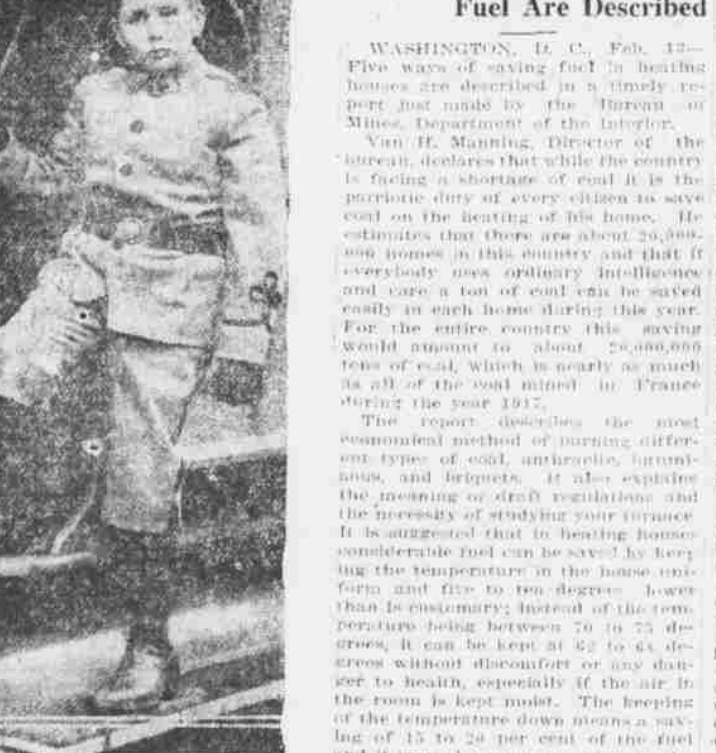 Fuel Are Described
WASHINGTON, D. C., Feb. 12—
Five ways of saving fuel in heating
houses are described in a timely re-
port just made by the Bureau of
Mines, Department of the Interior.
Van H. Manning, Director of the
bureau, declares that while the country
is facing a shortage of coal it is the
patriotic duty of every citizen to save
coal on the heating of his home. He
estimates that there are about 20,000-
000 homes in this country and that if
everybody uses ordinary intelligence
and care a ton of coal can be saved
easily in each home during this year.
For the entire country this saving
would amount to about 20,000,000
tons of coal, which is nearly as much
as all of the coal mined in France
during the year 1917.
The report describes the most
economical method of burning differ-
ent types of coal, anthracite, bitumi-
nous, and briquets. It also explains
the meaning of draft regulations and
the necessity of studying your furnace
It is suggested that in heating houses
considerable fuel can be saved by keep
ing the temperature in the house uni-
form and five to ten degrees lower
than is customary; instead of the tem
perature being between 70 to 75 de-
grees, it can be kept at 62 to 68 de-
grees without discomfort or any dan-
ger to health, especially if the air in
the room is kept moist. The keeping
of the temperature down means a sav-
ing of 15 to 20 per cent of the fuel